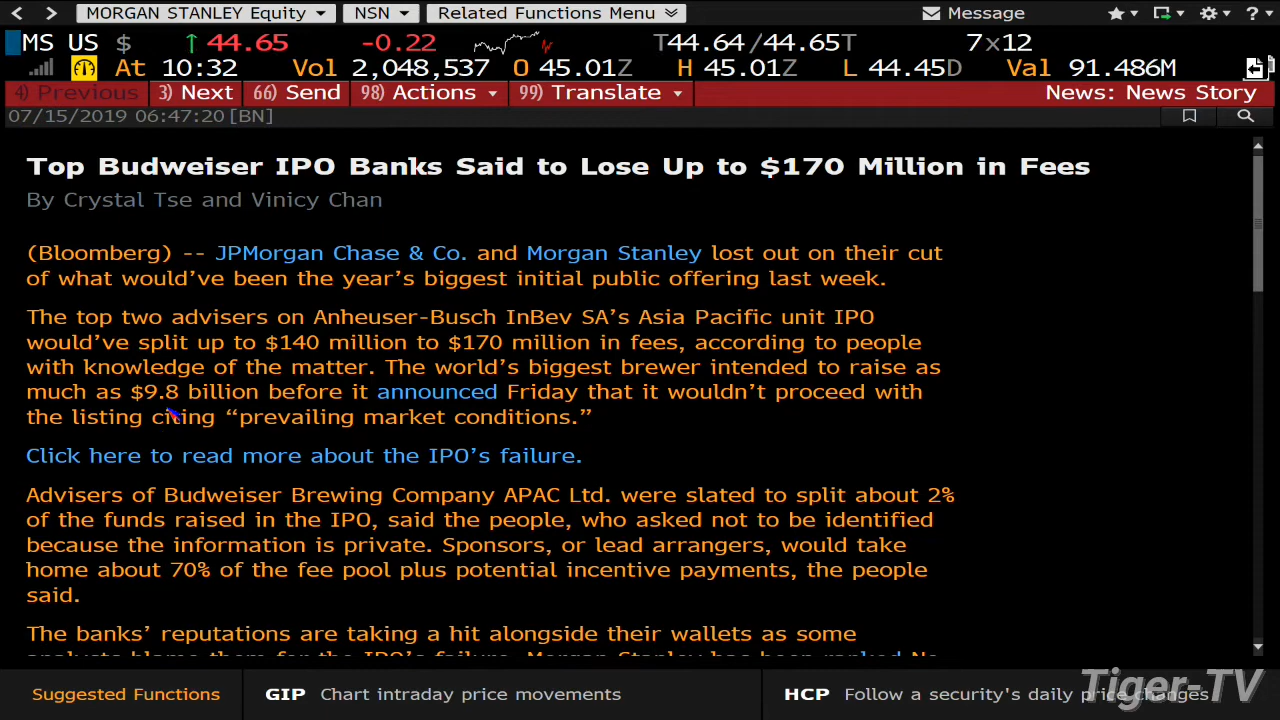 MORGAN STANLEY Equity NSN Related Functions Menu Message
MS US $ ↑ 44.65 -0.22 T44.64/44.65T 7x12
At 10:32 Vol 2,048,537 O 45.01Z H 45.01Z L 44.45D Val 91.486M
4) Previous 3) Next 66) Send 98) Actions 99) Translate News: News Story
07/15/2019 06:47:20 [BN]
Top Budweiser IPO Banks Said to Lose Up to $170 Million in Fees
By Crystal Tse and Vinicy Chan
(Bloomberg) -- JPMorgan Chase & Co. and Morgan Stanley lost out on their cut
of what would've been the year's biggest initial public offering last week.
The top two advisers on Anheuser-Busch InBev SA's Asia Pacific unit IPO
would've split up to $140 million to $170 million in fees, according to people
with knowledge of the matter. The world's biggest brewer intended to raise as
much as $9.8 billion before it announced Friday that it wouldn't proceed with
the listing citing “prevailing market conditions.”
Click here to read more about the IPO's failure.
Advisers of Budweiser Brewing Company APAC Ltd. were slated to split about 2%
of the funds raised in the IPO, said the people, who asked not to be identified
because the information is private. Sponsors, or lead arrangers, would take
home about 70% of the fee pool plus potential incentive payments, the people
said.
The banks' reputations are taking a hit alongside their wallets as some
analysts blame them for the IPO's failure. Morgan Stanley has been ranked No.
Suggested Functions GIP Chart intraday price movements HCP Follow a security's daily price changes
Tiger-TV